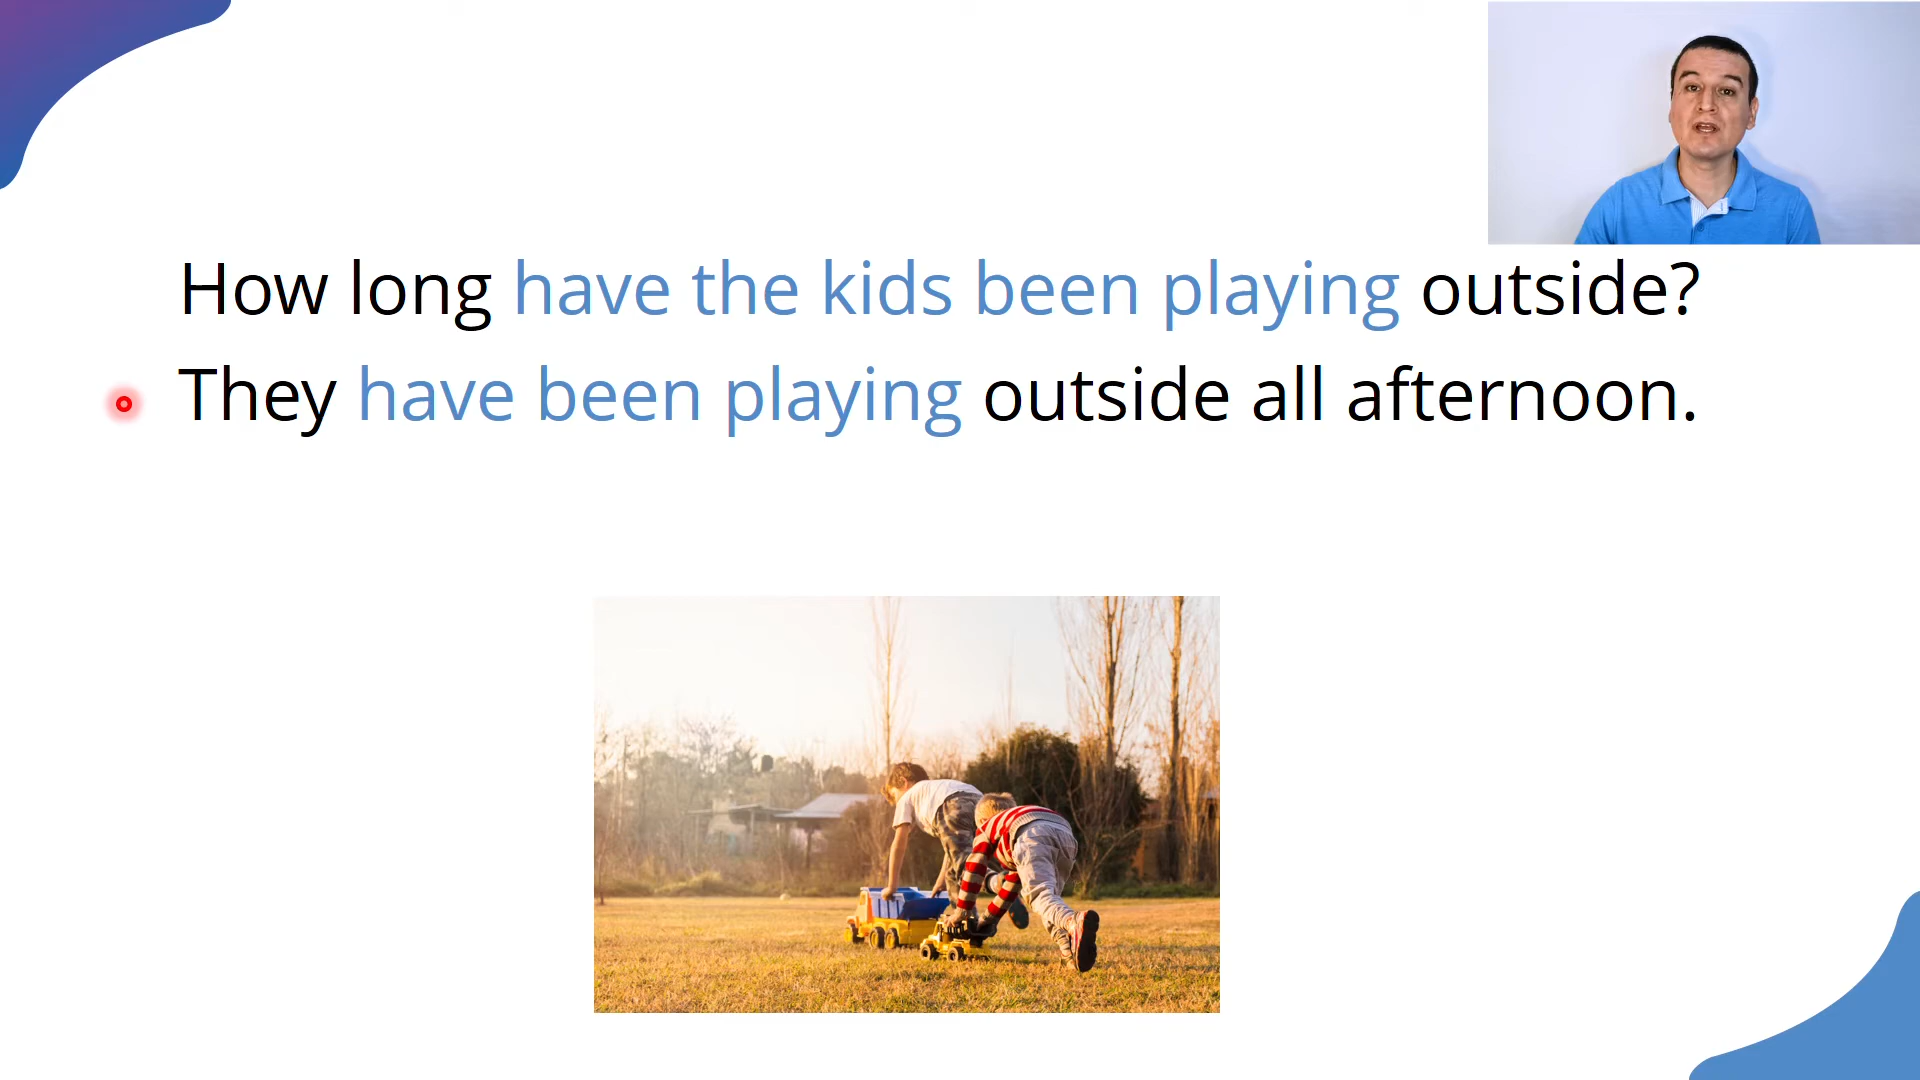 How long have the kids been playing outside?
They have been playing outside all afternoon.